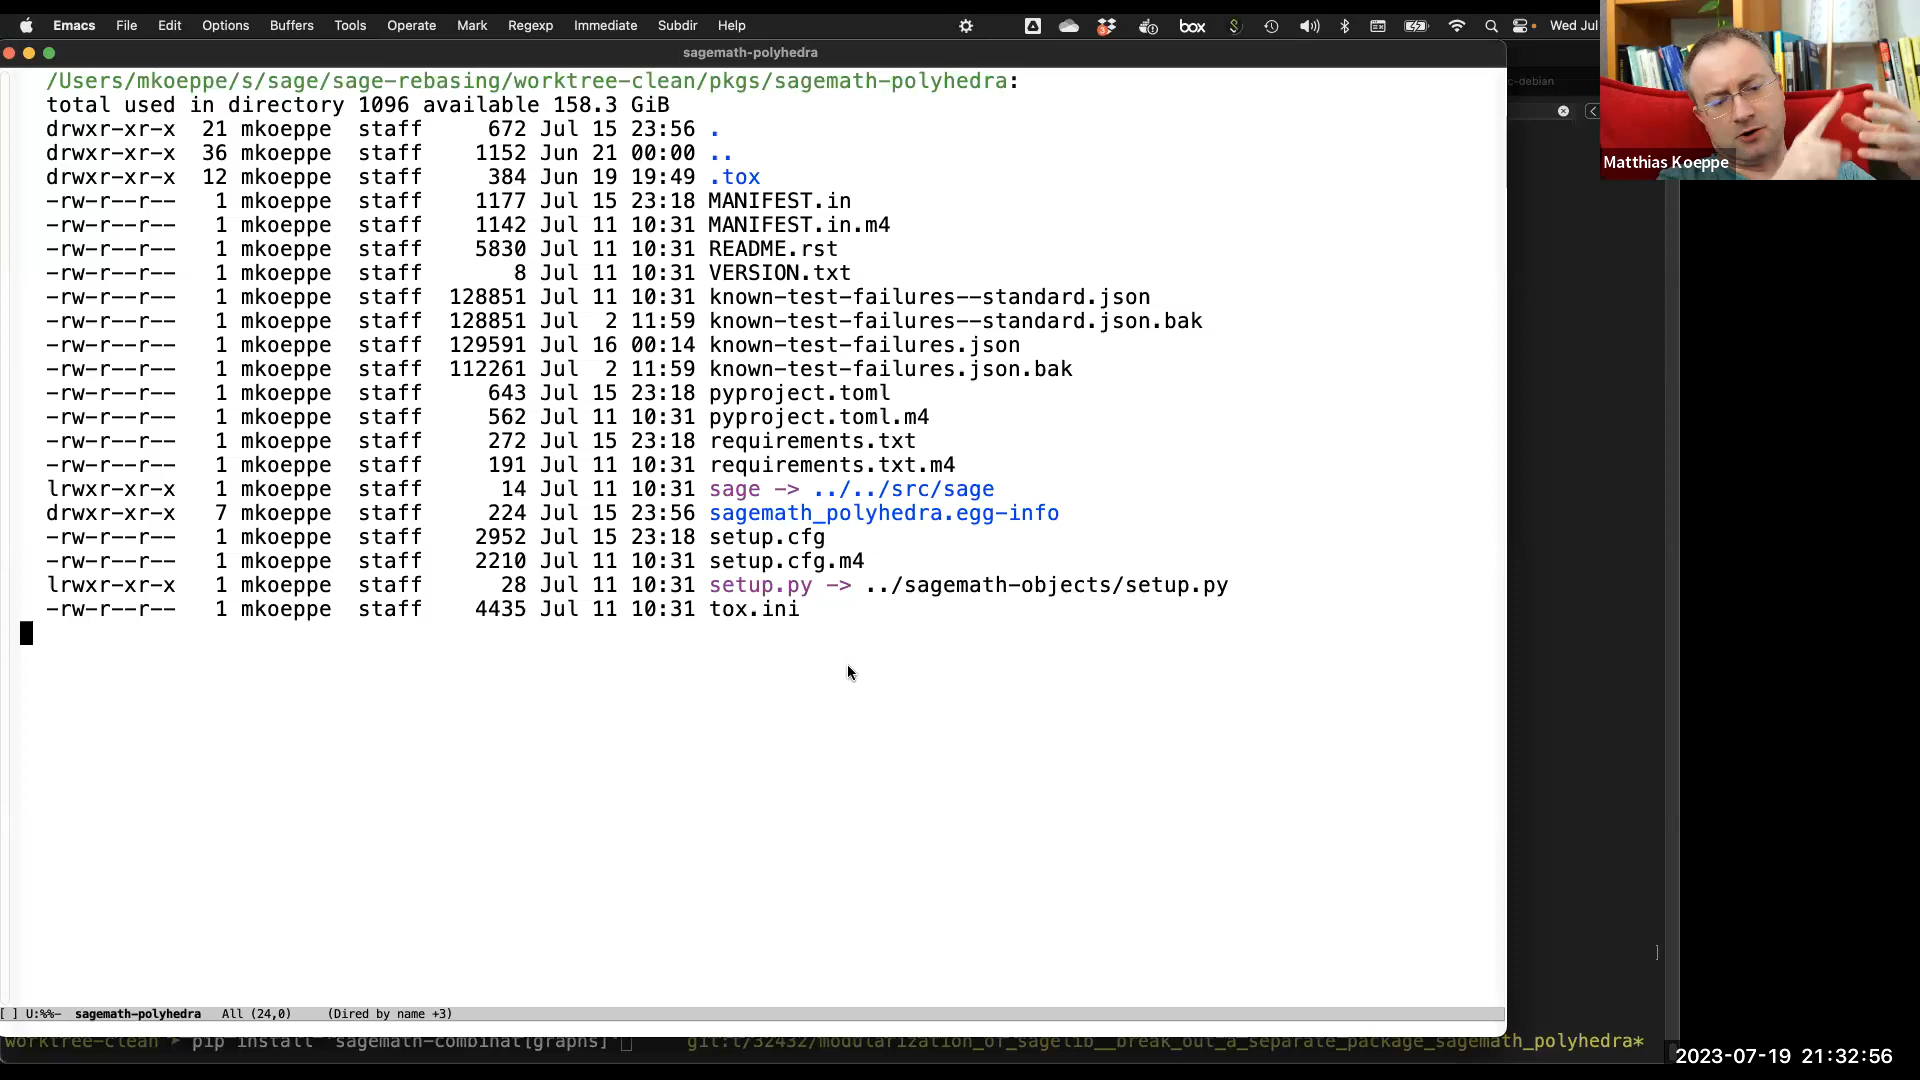 Emacs File Edit Options Buffers Tools Operate Mark Regexp Immediate Subdir Help box Wed Jul
sagemath-polyhedra
/Users/mkoeppe/s/sage/sage-rebasing/worktree-clean/pkgs/sagemath-polyhedra:
total used in directory 1096 available 158.3 GiB
drwxr-xr-x 21 mkoeppe staff 672 Jul 15 23:56 .
drwxr-xr-x 36 mkoeppe staff 1152 Jun 21 00:00 ..
drwxr-xr-x 12 mkoeppe staff 384 Jun 19 19:49 .tox
-rw-r--r-- 1 mkoeppe staff 1177 Jul 15 23:18 MANIFEST.in
-rw-r--r-- 1 mkoeppe staff 1142 Jul 11 10:31 MANIFEST.in.m4
-rw-r--r-- 1 mkoeppe staff 5830 Jul 11 10:31 README.rst
-rw-r--r-- 1 mkoeppe staff 8 Jul 11 10:31 VERSION.txt
-rw-r--r-- 1 mkoeppe staff 128851 Jul 11 10:31 known-test-failures--standard.json
-rw-r--r-- 1 mkoeppe staff 128851 Jul 2 11:59 known-test-failures--standard.json.bak
-rw-r--r-- 1 mkoeppe staff 129591 Jul 16 00:14 known-test-failures.json
-rw-r--r-- 1 mkoeppe staff 112261 Jul 2 11:59 known-test-failures.json.bak
-rw-r--r-- 1 mkoeppe staff 643 Jul 15 23:18 pyproject.toml
-rw-r--r-- 1 mkoeppe staff 562 Jul 11 10:31 pyproject.toml.m4
-rw-r--r-- 1 mkoeppe staff 272 Jul 15 23:18 requirements.txt
-rw-r--r-- 1 mkoeppe staff 191 Jul 11 10:31 requirements.txt.m4
lrwxr-xr-x 1 mkoeppe staff 14 Jul 11 10:31 sage -> ../../src/sage
drwxr-xr-x 7 mkoeppe staff 224 Jul 15 23:56 sagemath_polyhedra.egg-info
-rw-r--r-- 1 mkoeppe staff 2952 Jul 15 23:18 setup.cfg
-rw-r--r-- 1 mkoeppe staff 2210 Jul 11 10:31 setup.cfg.m4
lrwxr-xr-x 1 mkoeppe staff 28 Jul 11 10:31 setup.py -> ../sagemath-objects/setup.py
-rw-r--r-- 1 mkoeppe staff 4435 Jul 11 10:31 tox.ini
[ ] U:%%- sagemath-polyhedra All (24,0) (Dired by name +3)
worktree-clean ▸ pip install "sagemath-combinat[graphs]" git:t/32432/modularization_of_sagelib__break_out_a_separate_package_sagemath_polyhedra*
c-debian
Matthias Koeppe
]
2023-07-19 21:32:56